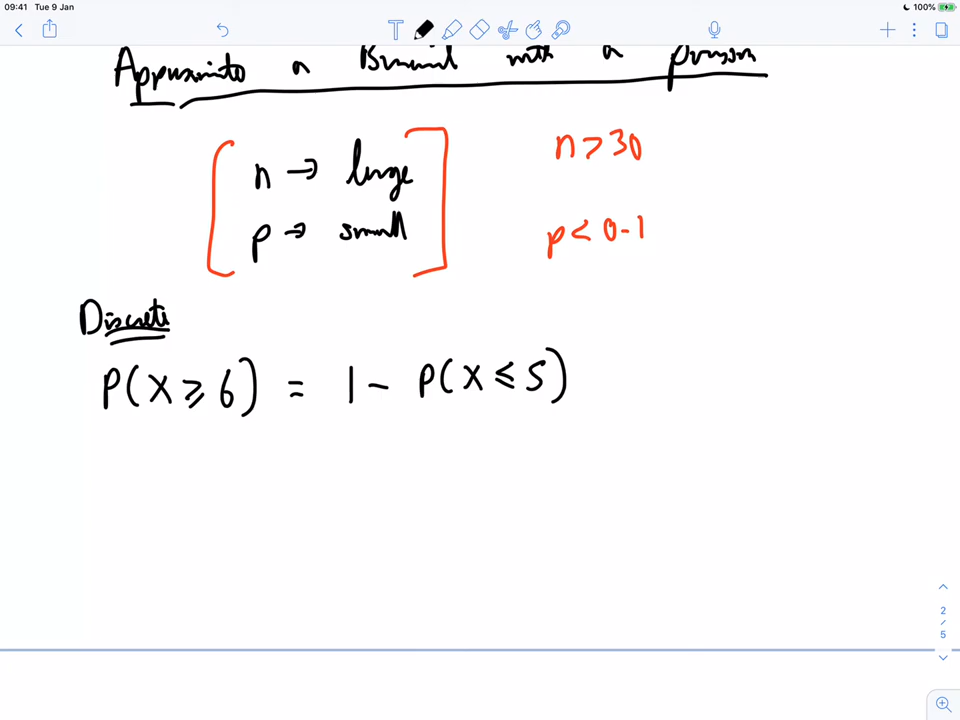 09:41 Tue 9 Jan
100%
T
Approximate a Binomial with a poisson
n → large
n > 30
p → small
p < 0.1
Discrete
P(X ≥ 6) = 1 - P(X ≤ 5)
2
/
5